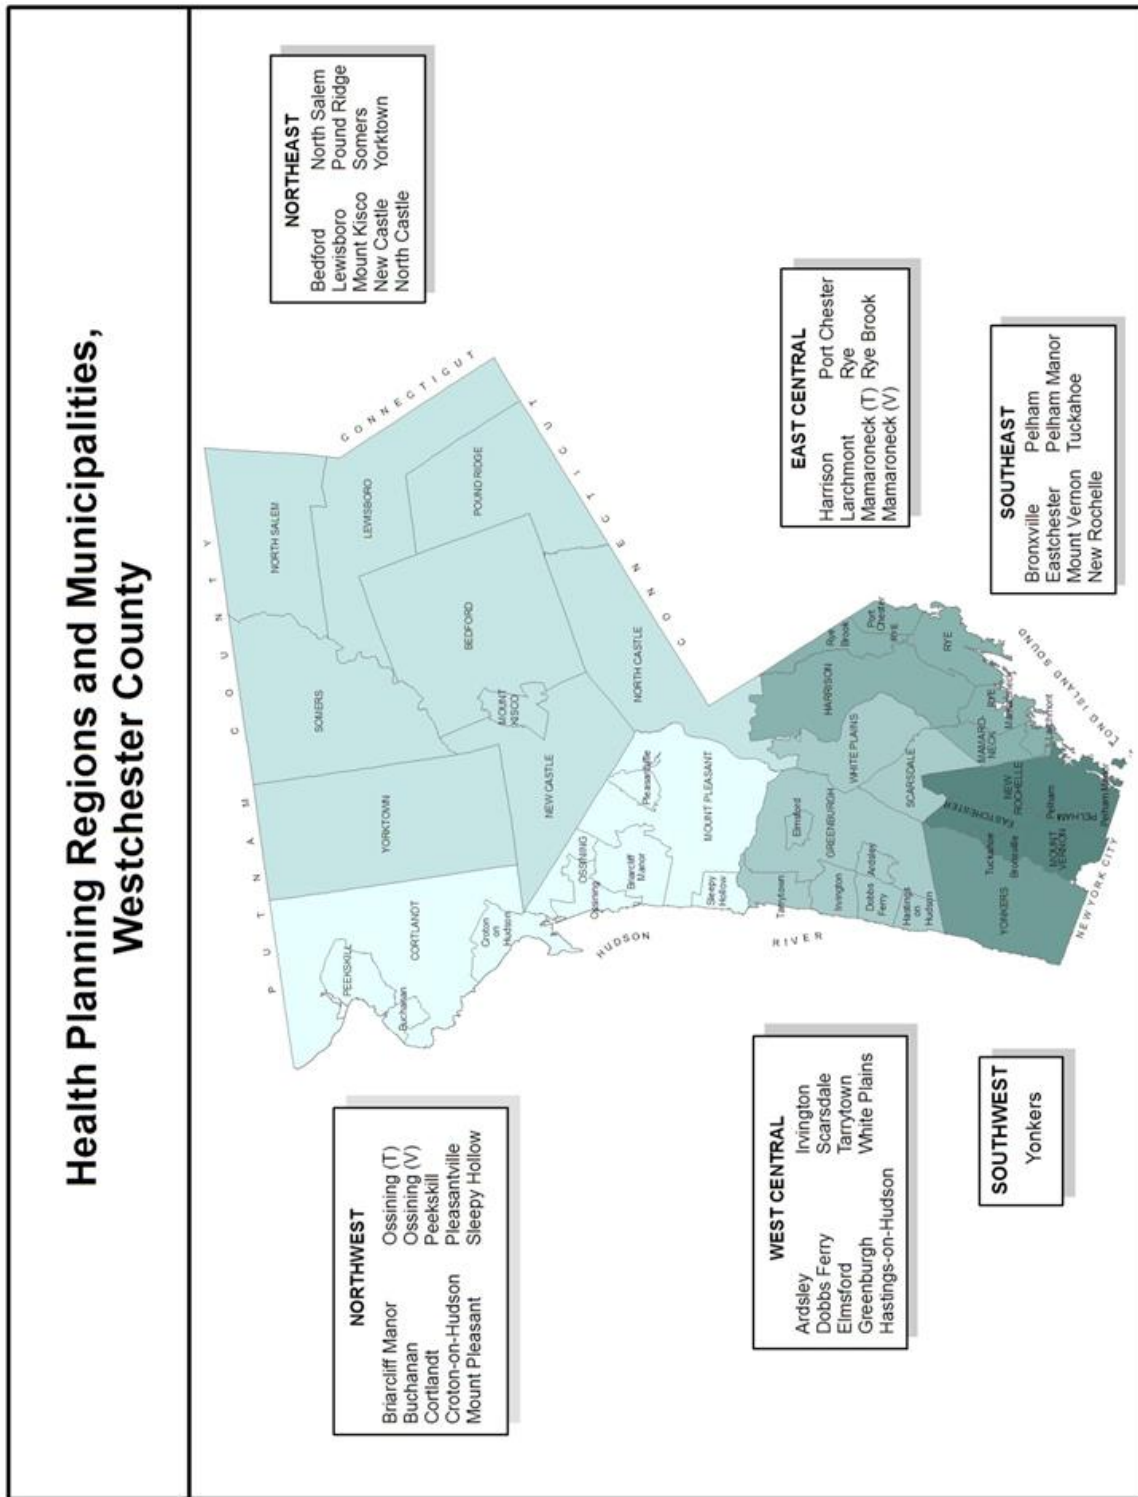 Health Planning Regions and Municipalities,
Westchester County
NORTHWEST
Briarcliff Manor Ossining (T)
Buchanan Ossining (V)
Cortlandt Peekskill
Croton-on-Hudson Pleasantville
Mount Pleasant Sleepy Hollow
NORTHEAST
Bedford North Salem
Lewisboro Pound Ridge
Mount Kisco Somers
New Castle Yorktown
North Castle
WEST CENTRAL
Ardsley Irvington
Dobbs Ferry Scarsdale
Elmsford Tarrytown
Greenburgh White Plains
Hastings-on-Hudson
EAST CENTRAL
Harrison Port Chester
Larchmont Rye
Mamaroneck (T) Rye Brook
Mamaroneck (V)
SOUTHWEST
Yonkers
SOUTHEAST
Bronxville Pelham
Eastchester Pelham Manor
Mount Vernon Tuckahoe
New Rochelle
PUTNAM COUNTY
CONNECTICUT
CONNECTICUT
HUDSON
RIVER
NEW YORK CITY
LONG ISLAND SOUND
NORTH SALEM
SOMERS
YORKTOWN
LEWISBORO
PEEKSKILL
CORTLANDT
Buchanan
POUND RIDGE
BEDFORD
MOUNT
KISCO
Croton
on
Hudson
NEW CASTLE
NORTH CASTLE
OSSINING
Ossining
Briarcliff
Manor
Pleasantville
MOUNT PLEASANT
Sleepy
Hollow
Tarrytown
Elmsford
GREENBURGH
Irvington
Dobbs
Ferry
Ardsley
Hastings
on
Hudson
WHITE PLAINS
HARRISON
Rye
Brook
Port
Chester
RYE
RYE
RYE
SCARSDALE
MAMARO-
NECK
Mamaroneck
Larchmont
YONKERS
Tuckahoe
Bronxville
EASTCHESTER
NEW
ROCHELLE
MOUNT
VERNON
Pelham
PELHAM
Pelham Manor